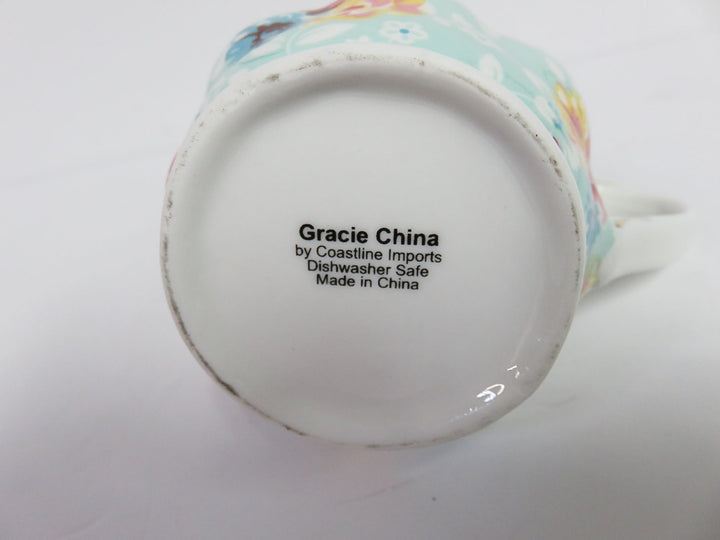 Gracie China
by Coastline Imports
Dishwasher Safe
Made in China